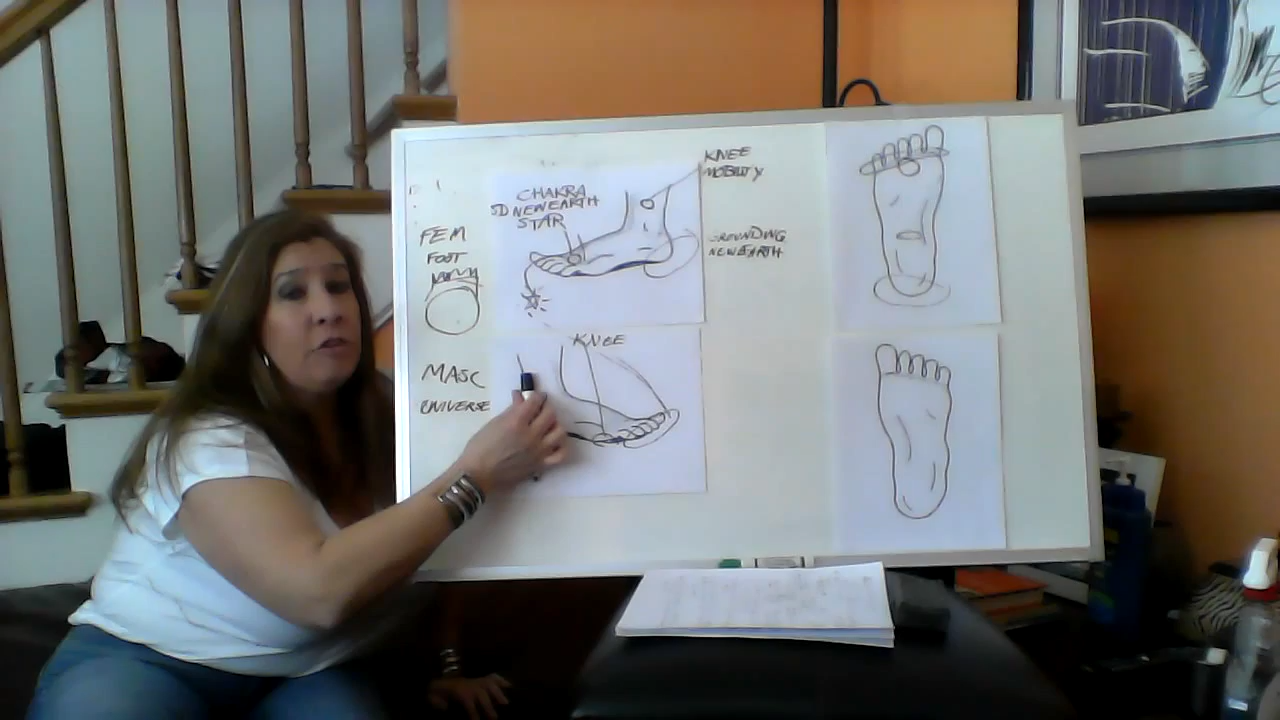 KNEE
MOBILITY
CHAKRA
5D NEW EARTH
STAR
FEM
FOOT
GROUNDING
NEW EARTH
KNEE
MASC
UNIVERSE